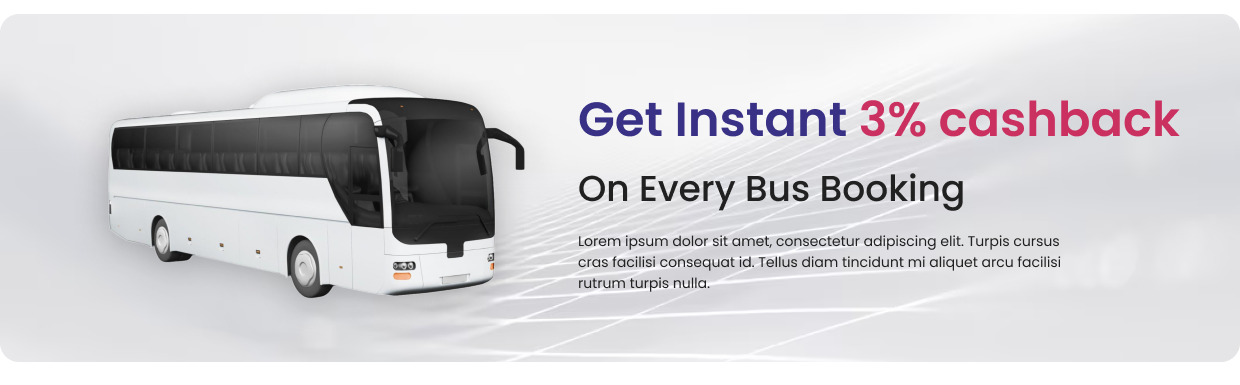 Get Instant 3% cashback
On Every Bus Booking
Lorem ipsum dolor sit amet, consectetur adipiscing elit. Turpis cursus
cras facilisi consequat id. Tellus diam tincidunt mi aliquet arcu facilisi
rutrum turpis nulla.